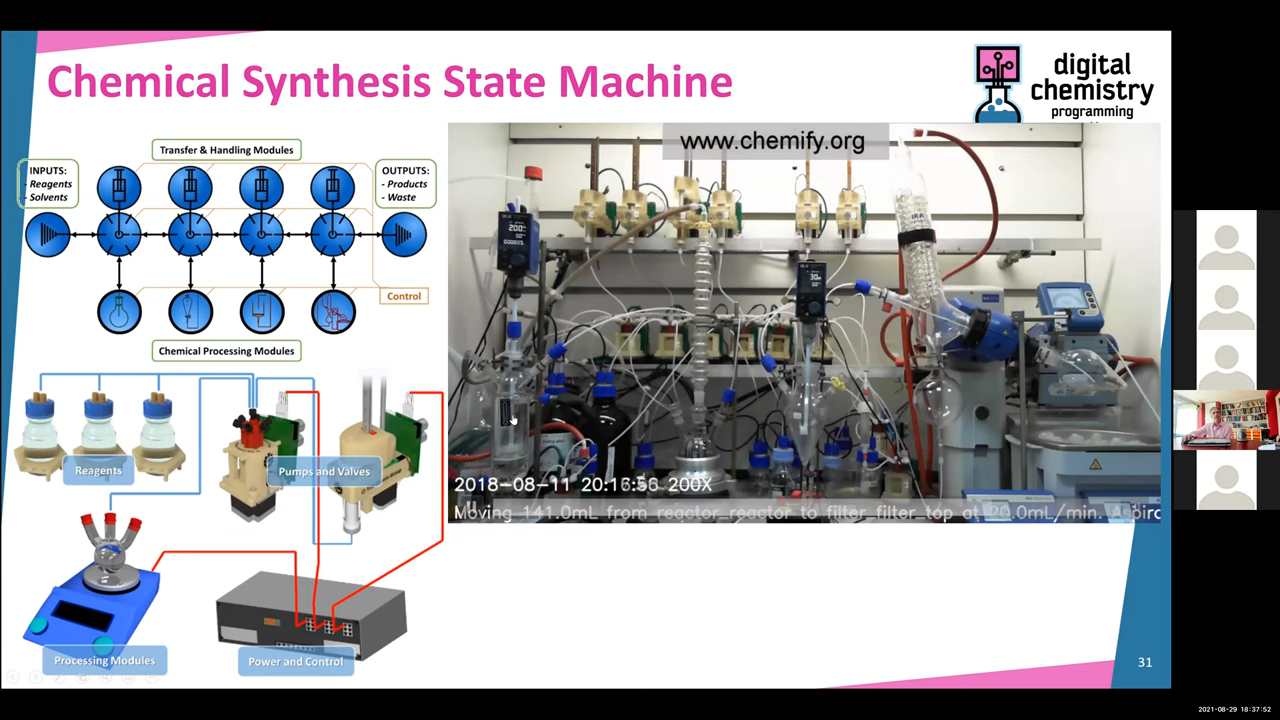 Chemical Synthesis State Machine
digital
chemistry
programming
Transfer & Handling Modules
INPUTS:
- Reagents
- Solvents
OUTPUTS:
- Products
- Waste
Control
Chemical Processing Modules
Reagents
Pumps and Valves
Processing Modules
Power and Control
www.chemify.org
2018-08-11 20:16:56 200X
Moving 141.0mL from reactor_reactor to filter_filter_top at 20.0mL/min. Aspira
31
2021-08-29 18:37:52